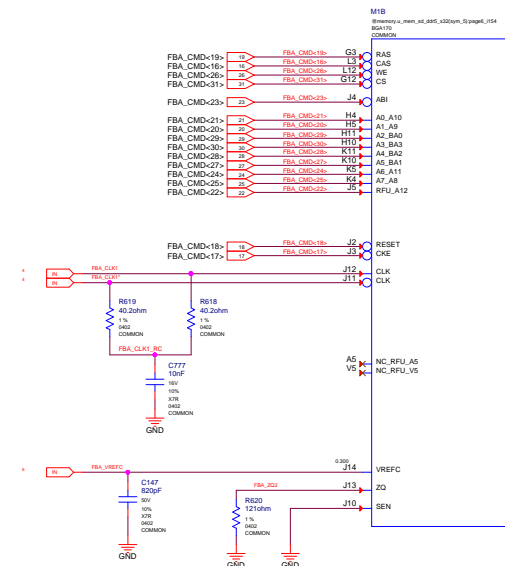 M1B
@memory.u_mem_sd_ddr5_x32(sym_5):page6_i154
BGA170
COMMON
FBA_CMD<19> 19 FBA_CMD<19> G3 RAS
FBA_CMD<16> 16 FBA_CMD<16> L3 CAS
FBA_CMD<26> 26 FBA_CMD<26> L12 WE
FBA_CMD<31> 31 FBA_CMD<31> G12 CS
FBA_CMD<23> 23 FBA_CMD<23> J4 ABI
FBA_CMD<21> 21 FBA_CMD<21> H4 A0_A10
FBA_CMD<20> 20 FBA_CMD<20> H5 A1_A9
FBA_CMD<29> 29 FBA_CMD<29> H11 A2_BA0
FBA_CMD<30> 30 FBA_CMD<30> H10 A3_BA3
FBA_CMD<28> 28 FBA_CMD<28> K11 A4_BA2
FBA_CMD<27> 27 FBA_CMD<27> K10 A5_BA1
FBA_CMD<24> 24 FBA_CMD<24> K5 A6_A11
FBA_CMD<25> 25 FBA_CMD<25> K4 A7_A8
FBA_CMD<22> 22 FBA_CMD<22> J5 RFU_A12
FBA_CMD<18> 18 FBA_CMD<18> J2 RESET
FBA_CMD<17> 17 FBA_CMD<17> J3 CKE
IN FBA_CLK1 J12 CLK
IN FBA_CLK1* J11 CLK
R619 R618
40.2ohm 40.2ohm
1 % 1 %
0402 0402
COMMON COMMON
FBA_CLK1_RC
C777
10nF
16V
10%
X7R
0402
COMMON
GND
A5 NC_RFU_A5
V5 NC_RFU_V5
0.300
IN FBA_VREFC J14 VREFC
FBA_ZQ2 J13 ZQ
J10 SEN
C147
820pF
50V
10%
X7R
0402
COMMON
R620
121ohm
1 %
0402
COMMON
GND GND GND